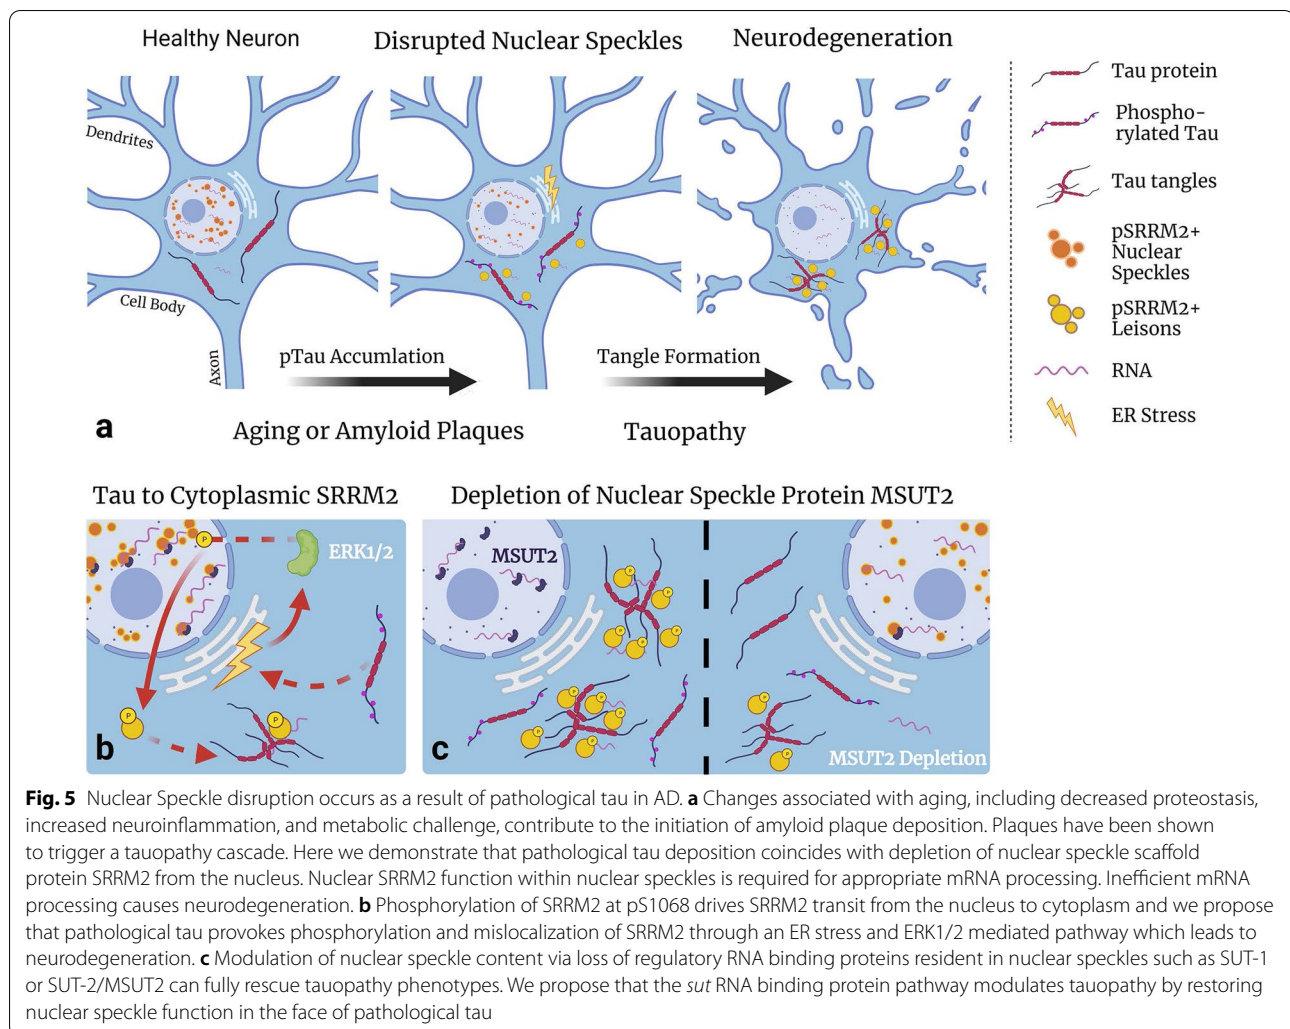 Healthy Neuron
Disrupted Nuclear Speckles
Neurodegeneration
Dendrites
Cell Body
Axon
pTau Accumlation
Tangle Formation
a
Aging or Amyloid Plaques
Tauopathy
Tau protein
Phospho-
rylated Tau
Tau tangles
pSRRM2+
Nuclear
Speckles
pSRRM2+
Leisons
RNA
ER Stress
Tau to Cytoplasmic SRRM2
P
ERK1/2
P
P
b
Depletion of Nuclear Speckle Protein MSUT2
MSUT2
P
P
P
P
P
P
P
P
P
P
P
P
c
P
P
P
MSUT2 Depletion
Fig. 5 Nuclear Speckle disruption occurs as a result of pathological tau in AD. a Changes associated with aging, including decreased proteostasis,
increased neuroinflammation, and metabolic challenge, contribute to the initiation of amyloid plaque deposition. Plaques have been shown
to trigger a tauopathy cascade. Here we demonstrate that pathological tau deposition coincides with depletion of nuclear speckle scaffold
protein SRRM2 from the nucleus. Nuclear SRRM2 function within nuclear speckles is required for appropriate mRNA processing. Inefficient mRNA
processing causes neurodegeneration. b Phosphorylation of SRRM2 at pS1068 drives SRRM2 transit from the nucleus to cytoplasm and we propose
that pathological tau provokes phosphorylation and mislocalization of SRRM2 through an ER stress and ERK1/2 mediated pathway which leads to
neurodegeneration. c Modulation of nuclear speckle content via loss of regulatory RNA binding proteins resident in nuclear speckles such as SUT-1
or SUT-2/MSUT2 can fully rescue tauopathy phenotypes. We propose that the sut RNA binding protein pathway modulates tauopathy by restoring
nuclear speckle function in the face of pathological tau